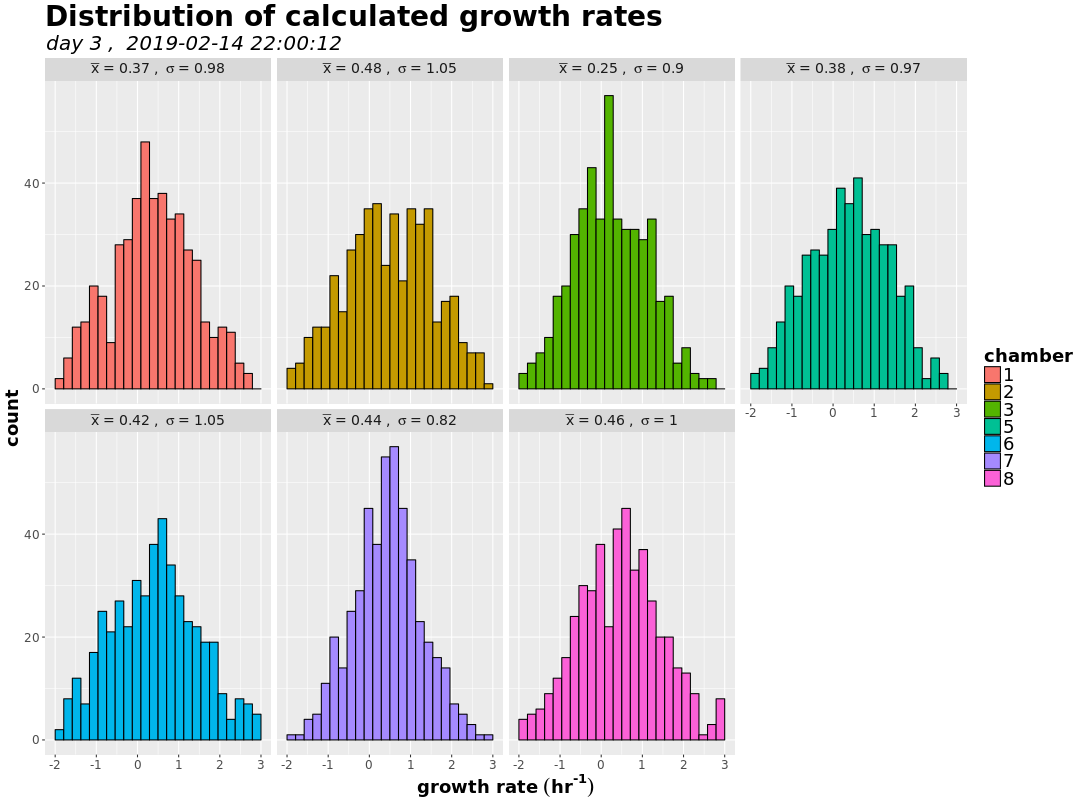 Distribution of calculated growth rates
day 3 ,  2019-02-14 22:00:12
x̅ = 0.37 ,  σ = 0.98
x̅ = 0.48 ,  σ = 1.05
x̅ = 0.25 ,  σ = 0.9
x̅ = 0.38 ,  σ = 0.97
40
20
0
-2 -1 0 1 2 3
x̅ = 0.42 ,  σ = 1.05
x̅ = 0.44 ,  σ = 0.82
x̅ = 0.46 ,  σ = 1
40
20
0
-2 -1 0 1 2 3
-2 -1 0 1 2 3
-2 -1 0 1 2 3
count
growth rate (hr⁻¹)
chamber
1
2
3
5
6
7
8